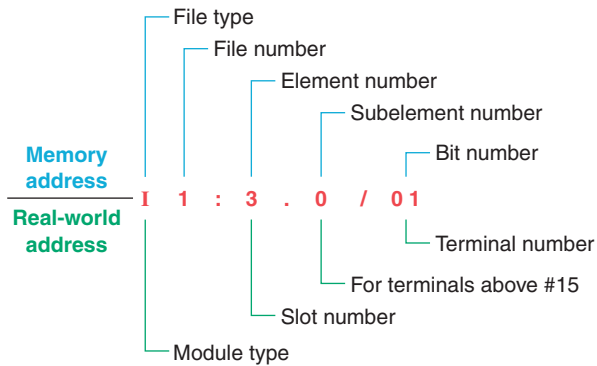 File type
File number
Element number
Subelement number
Bit number
Memory
address
I 1 : 3 . 0 / 01
Real-world
address
Terminal number
For terminals above #15
Slot number
Module type